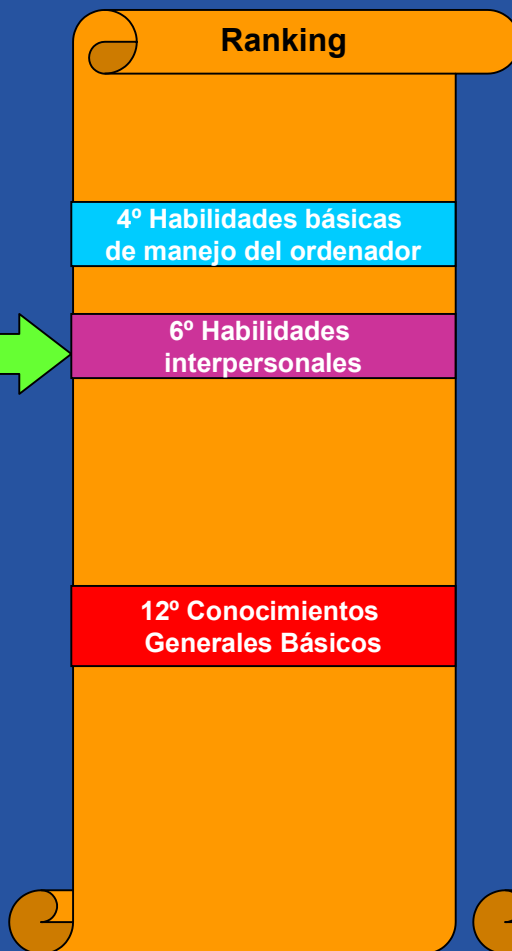 Ranking
4º Habilidades básicas
de manejo del ordenador
6º Habilidades
interpersonales
12º Conocimientos
Generales Básicos